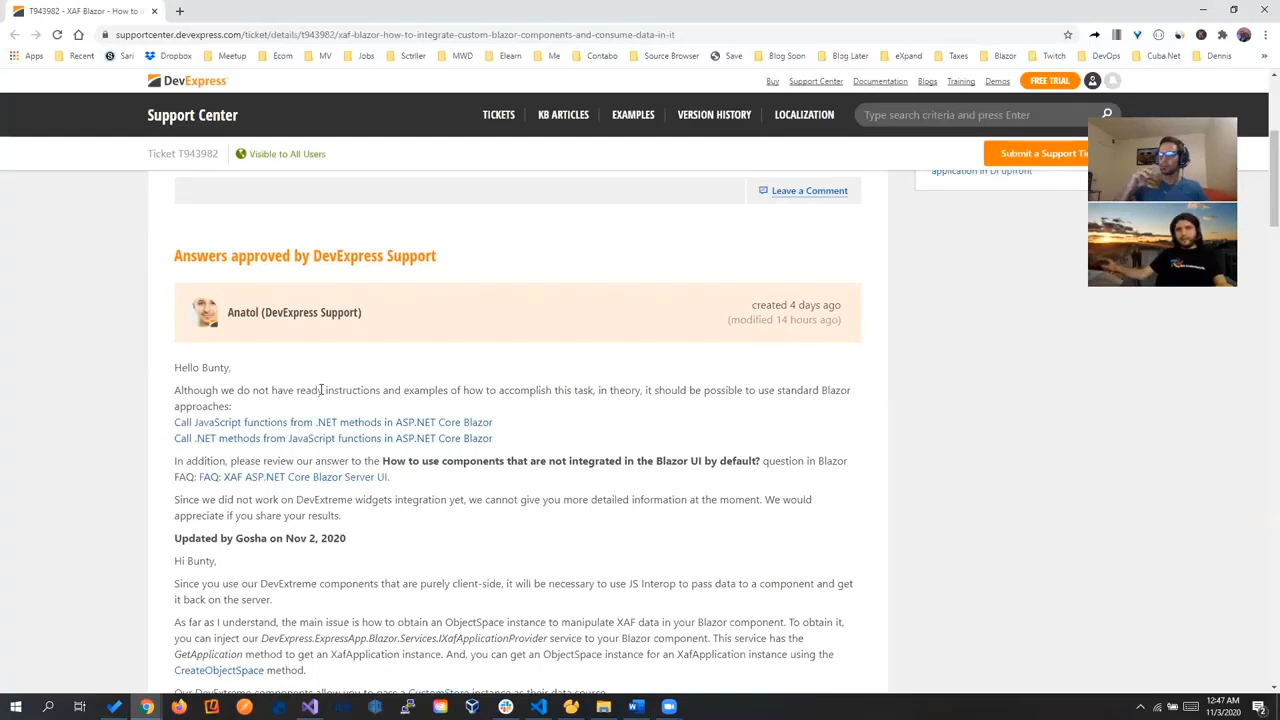 T943982 - XAF Blazor - How to
supportcenter.devexpress.com/ticket/details/t943982/xaf-blazor-how-to-integrate-custom-blazor-components-and-consume-data-in-it
Apps Recent Sari Dropbox Meetup Ecom MV Jobs Sctrller MWD Elearn Me Contabo Source Browser Save Blog Soon Blog Later eXpand Taxes Blazor Twitch DevOps Cuba.Net Dennis »
DevExpress
Buy Support Center Documentation Blogs Training Demos FREE TRIAL
Support Center TICKETS KB ARTICLES EXAMPLES VERSION HISTORY LOCALIZATION Type search criteria and press Enter
Ticket T943982 Visible to All Users Submit a Support Ti
application in DI upfront
Leave a Comment
Answers approved by DevExpress Support
Anatol (DevExpress Support)
created 4 days ago
(modified 14 hours ago)
Hello Bunty,
Although we do not have ready instructions and examples of how to accomplish this task, in theory, it should be possible to use standard Blazor
approaches:
Call JavaScript functions from .NET methods in ASP.NET Core Blazor
Call .NET methods from JavaScript functions in ASP.NET Core Blazor
In addition, please review our answer to the How to use components that are not integrated in the Blazor UI by default? question in Blazor
FAQ: FAQ: XAF ASP.NET Core Blazor Server UI.
Since we did not work on DevExtreme widgets integration yet, we cannot give you more detailed information at the moment. We would
appreciate if you share your results.
Updated by Gosha on Nov 2, 2020
Hi Bunty,
Since you use our DevExtreme components that are purely client-side, it will be necessary to use JS Interop to pass data to a component and get
it back on the server.
As far as I understand, the main issue is how to obtain an ObjectSpace instance to manipulate XAF data in your Blazor component. To obtain it,
you can inject our DevExpress.ExpressApp.Blazor.Services.IXafApplicationProvider service to your Blazor component. This service has the
GetApplication method to get an XafApplication instance. And, you can get an ObjectSpace instance for an XafApplication instance using the
CreateObjectSpace method.
Our DevExtreme components allow you to pass a CustomStore instance as their data source.
12:47 AM
11/3/2020
2